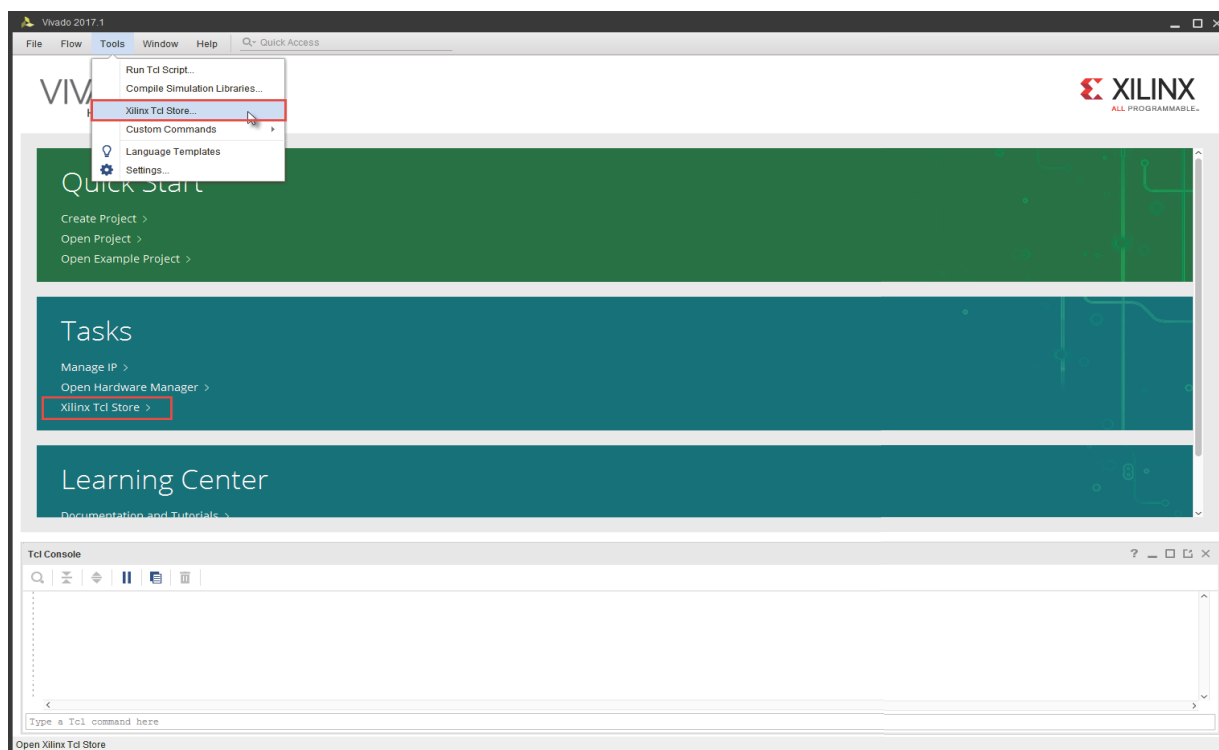 Vivado 2017.1
File Flow Tools Window Help Quick Access
Run Tcl Script...
Compile Simulation Libraries...
Xilinx Tcl Store...
Custom Commands
Language Templates
Settings...
VIV
XILINX
ALL PROGRAMMABLE.
Quick Start
Create Project >
Open Project >
Open Example Project >
Tasks
Manage IP >
Open Hardware Manager >
Xilinx Tcl Store >
Learning Center
Documentation and Tutorials >
Tcl Console
Type a Tcl command here
Open Xilinx Tcl Store